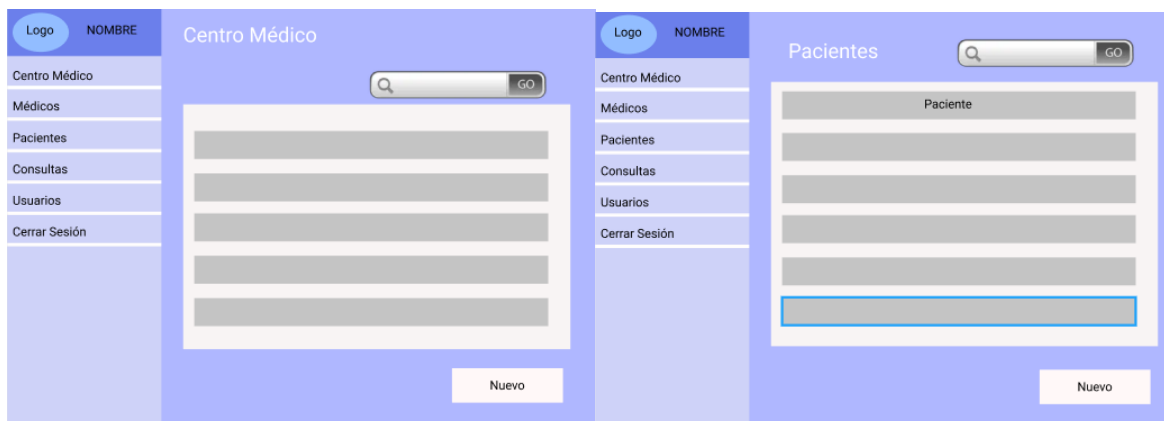 Logo NOMBRE
Centro Médico
GO
Centro Médico
Médicos
Pacientes
Consultas
Usuarios
Cerrar Sesión
Nuevo
Logo NOMBRE
Pacientes
GO
Centro Médico
Médicos
Pacientes
Consultas
Usuarios
Cerrar Sesión
Paciente
Nuevo